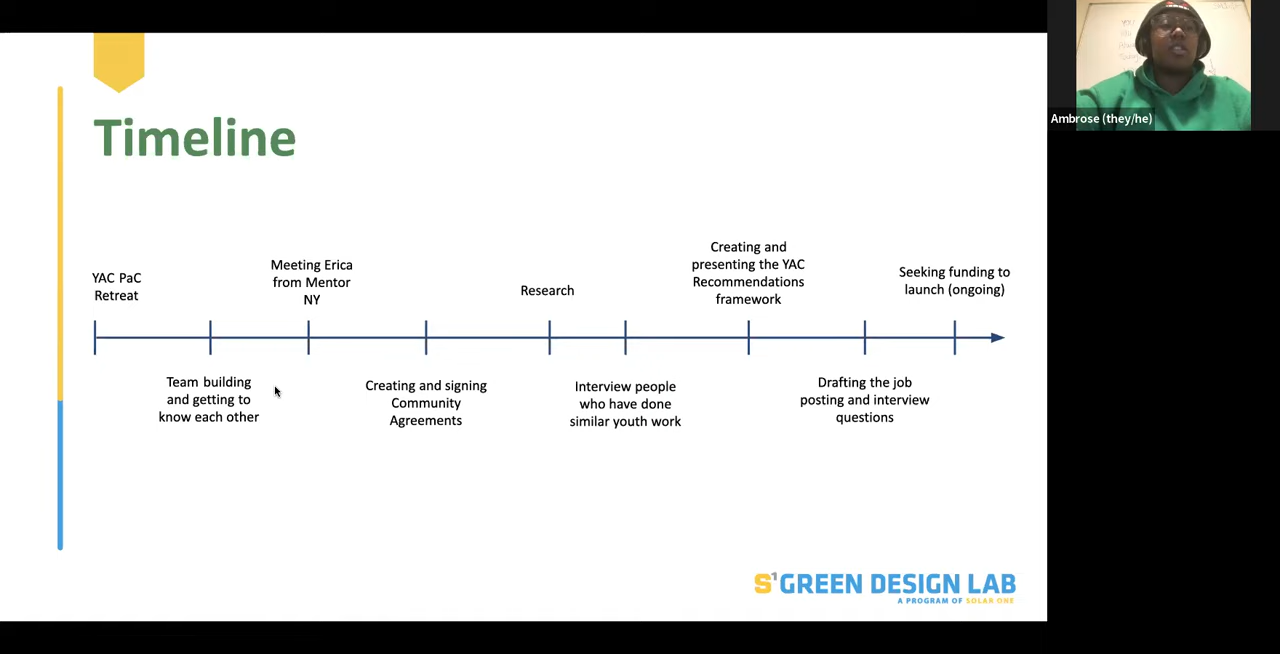 Timeline
YAC PaC
Retreat
Team building
and getting to
know each other
Meeting Erica
from Mentor
NY
Creating and signing
Community
Agreements
Research
Interview people
who have done
similar youth work
Creating and
presenting the YAC
Recommendations
framework
Drafting the job
posting and interview
questions
Seeking funding to
launch (ongoing)
S¹GREEN DESIGN LAB
A PROGRAM OF SOLAR ONE
Ambrose (they/he)